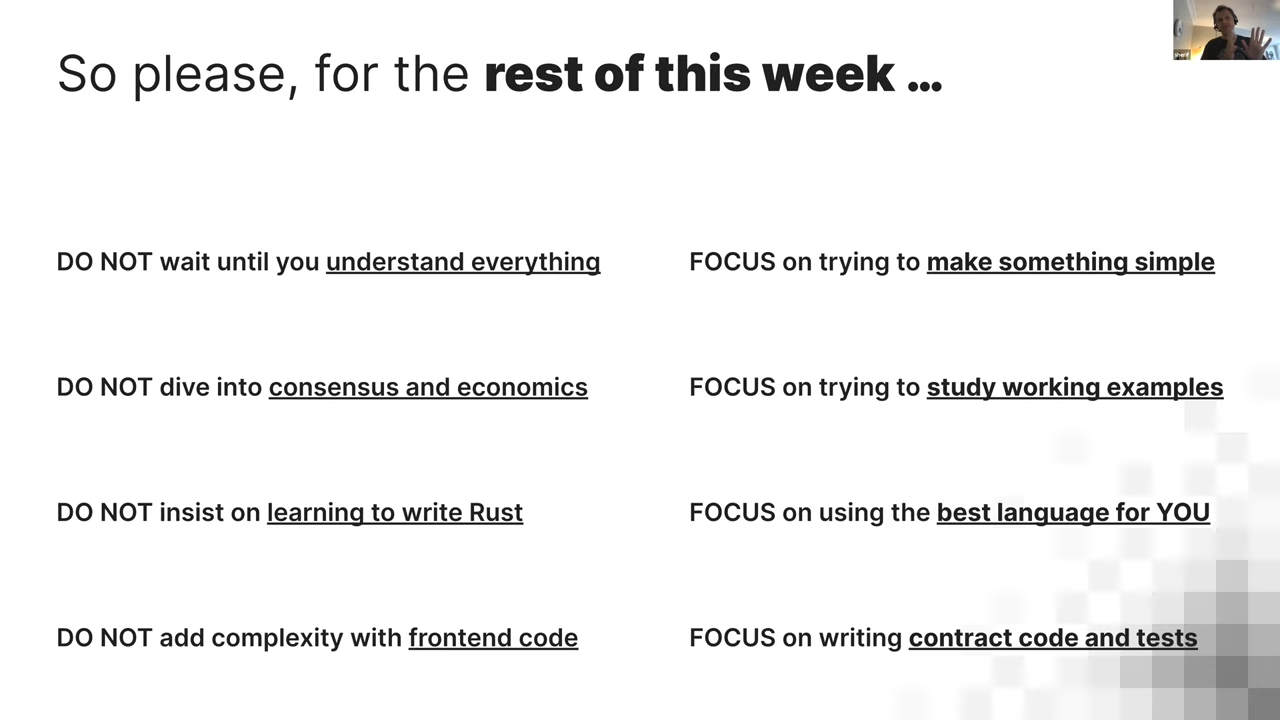 So please, for the rest of this week ...
DO NOT wait until you understand everything
FOCUS on trying to make something simple
DO NOT dive into consensus and economics
FOCUS on trying to study working examples
DO NOT insist on learning to write Rust
FOCUS on using the best language for YOU
DO NOT add complexity with frontend code
FOCUS on writing contract code and tests
sherif